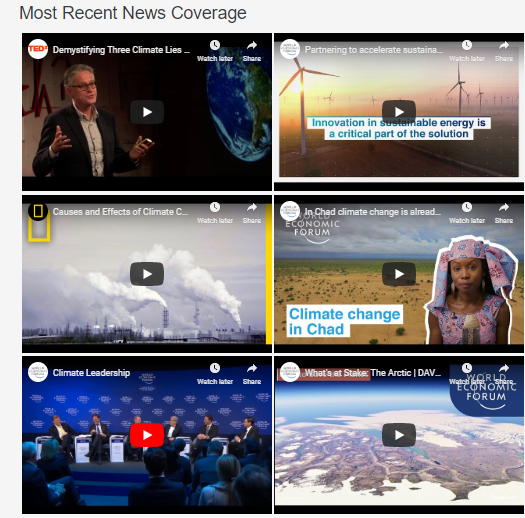 Most Recent News Coverage
TEDx
Demystifying Three Climate Lies ...
Watch later
Share
Partnering to accelerate sustaina...
Watch later
Share
Innovation in sustainable energy is
a critical part of the solution
Causes and Effects of Climate C...
Watch later
Share
In Chad climate change is alread...
Watch later
Share
WORLD
ECONOMIC
FORUM
Climate change
in Chad
Climate Leadership
Watch later
Share
What's at Stake: The Arctic | DAV...
Watch later
Share
WORLD
ECONOMIC
FORUM